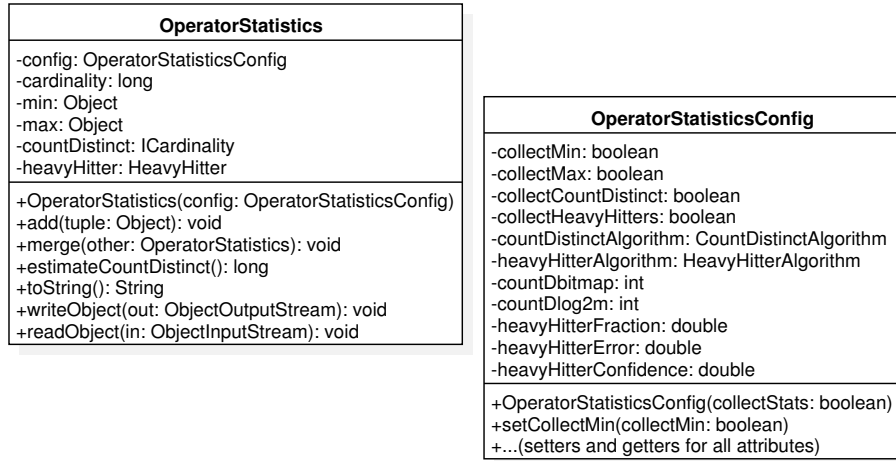 OperatorStatistics
-config: OperatorStatisticsConfig
-cardinality: long
-min: Object
-max: Object
-countDistinct: ICardinality
-heavyHitter: HeavyHitter
+OperatorStatistics(config: OperatorStatisticsConfig)
+add(tuple: Object): void
+merge(other: OperatorStatistics): void
+estimateCountDistinct(): long
+toString(): String
+writeObject(out: ObjectOutputStream): void
+readObject(in: ObjectInputStream): void
OperatorStatisticsConfig
-collectMin: boolean
-collectMax: boolean
-collectCountDistinct: boolean
-collectHeavyHitters: boolean
-countDistinctAlgorithm: CountDistinctAlgorithm
-heavyHitterAlgorithm: HeavyHitterAlgorithm
-countDbitmap: int
-countDlog2m: int
-heavyHitterFraction: double
-heavyHitterError: double
-heavyHitterConfidence: double
+OperatorStatisticsConfig(collectStats: boolean)
+setCollectMin(collectMin: boolean)
+...(setters and getters for all attributes)